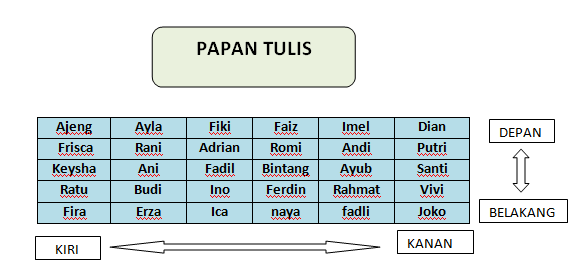 PAPAN TULIS
Ajeng Ayla Fiki Faiz Imel Dian
DEPAN
Frisca Rani Adrian Romi Andi Putri
Keysha Ani Fadil Bintang Ayub Santi
Ratu Budi Ino Ferdin Rahmat Vivi
Fira Erza Ica naya fadli Joko
BELAKANG
KIRI
KANAN